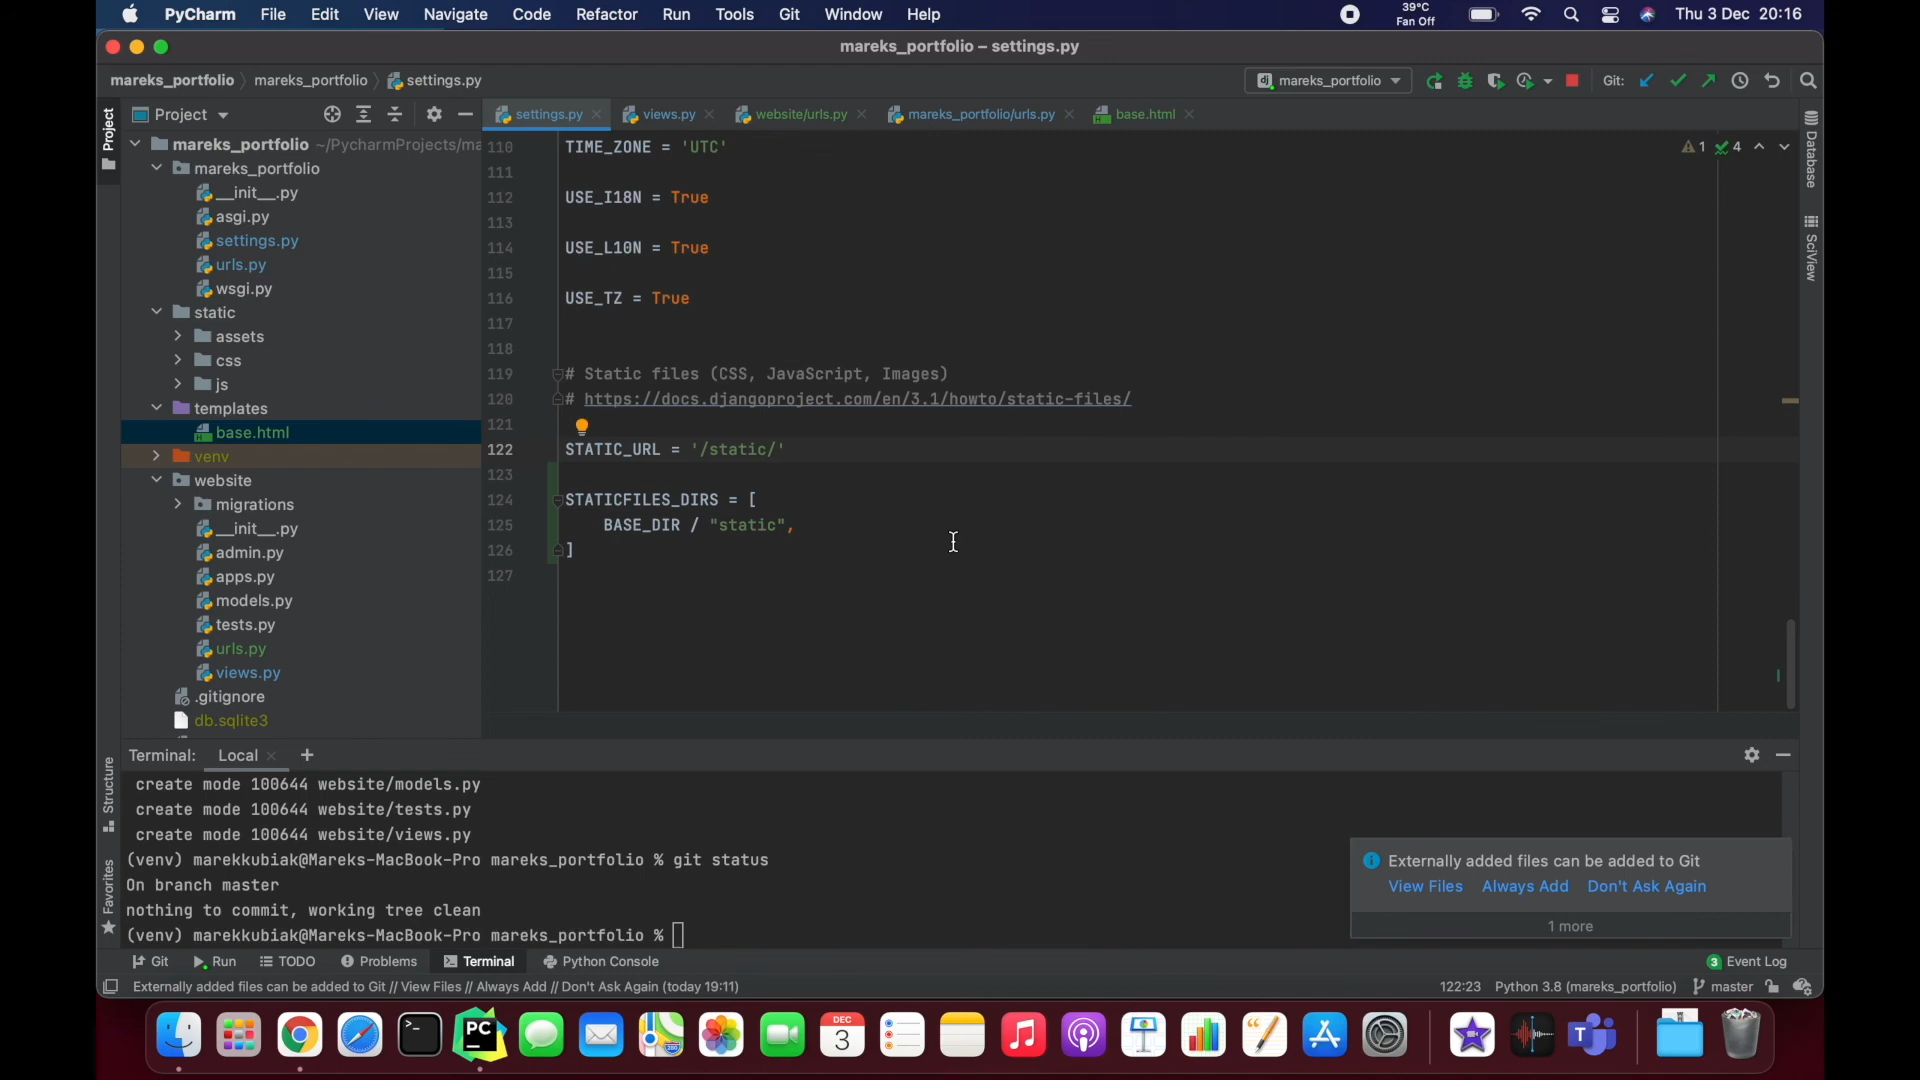 PyCharm File Edit View Navigate Code Refactor Run Tools Git Window Help
39°C
Fan Off
Thu 3 Dec 20:16
mareks_portfolio – settings.py
mareks_portfolio mareks_portfolio settings.py
dj mareks_portfolio
Git:
Project
settings.py views.py website/urls.py mareks_portfolio/urls.py base.html
Project
mareks_portfolio ~/PycharmProjects/ma
mareks_portfolio
__init__.py
asgi.py
settings.py
urls.py
wsgi.py
static
assets
css
js
templates
base.html
venv
website
migrations
__init__.py
admin.py
apps.py
models.py
tests.py
urls.py
views.py
.gitignore
db.sqlite3
110 TIME_ZONE = 'UTC'
111
112 USE_I18N = True
113
114 USE_L10N = True
115
116 USE_TZ = True
117
118
119 # Static files (CSS, JavaScript, Images)
120 # https://docs.djangoproject.com/en/3.1/howto/static-files/
121
122 STATIC_URL = '/static/'
123
124 STATICFILES_DIRS = [
125 BASE_DIR / "static",
126 ]
127
1 4
Database
SciView
Structure
Favorites
Terminal: Local +
create mode 100644 website/models.py
create mode 100644 website/tests.py
create mode 100644 website/views.py
(venv) marekkubiak@Mareks-MacBook-Pro mareks_portfolio % git status
On branch master
nothing to commit, working tree clean
(venv) marekkubiak@Mareks-MacBook-Pro mareks_portfolio %
Externally added files can be added to Git
View Files Always Add Don't Ask Again
1 more
Git Run TODO Problems Terminal Python Console
3 Event Log
Externally added files can be added to Git // View Files // Always Add // Don't Ask Again (today 19:11)
122:23 Python 3.8 (mareks_portfolio) master
PC
DEC
3
T